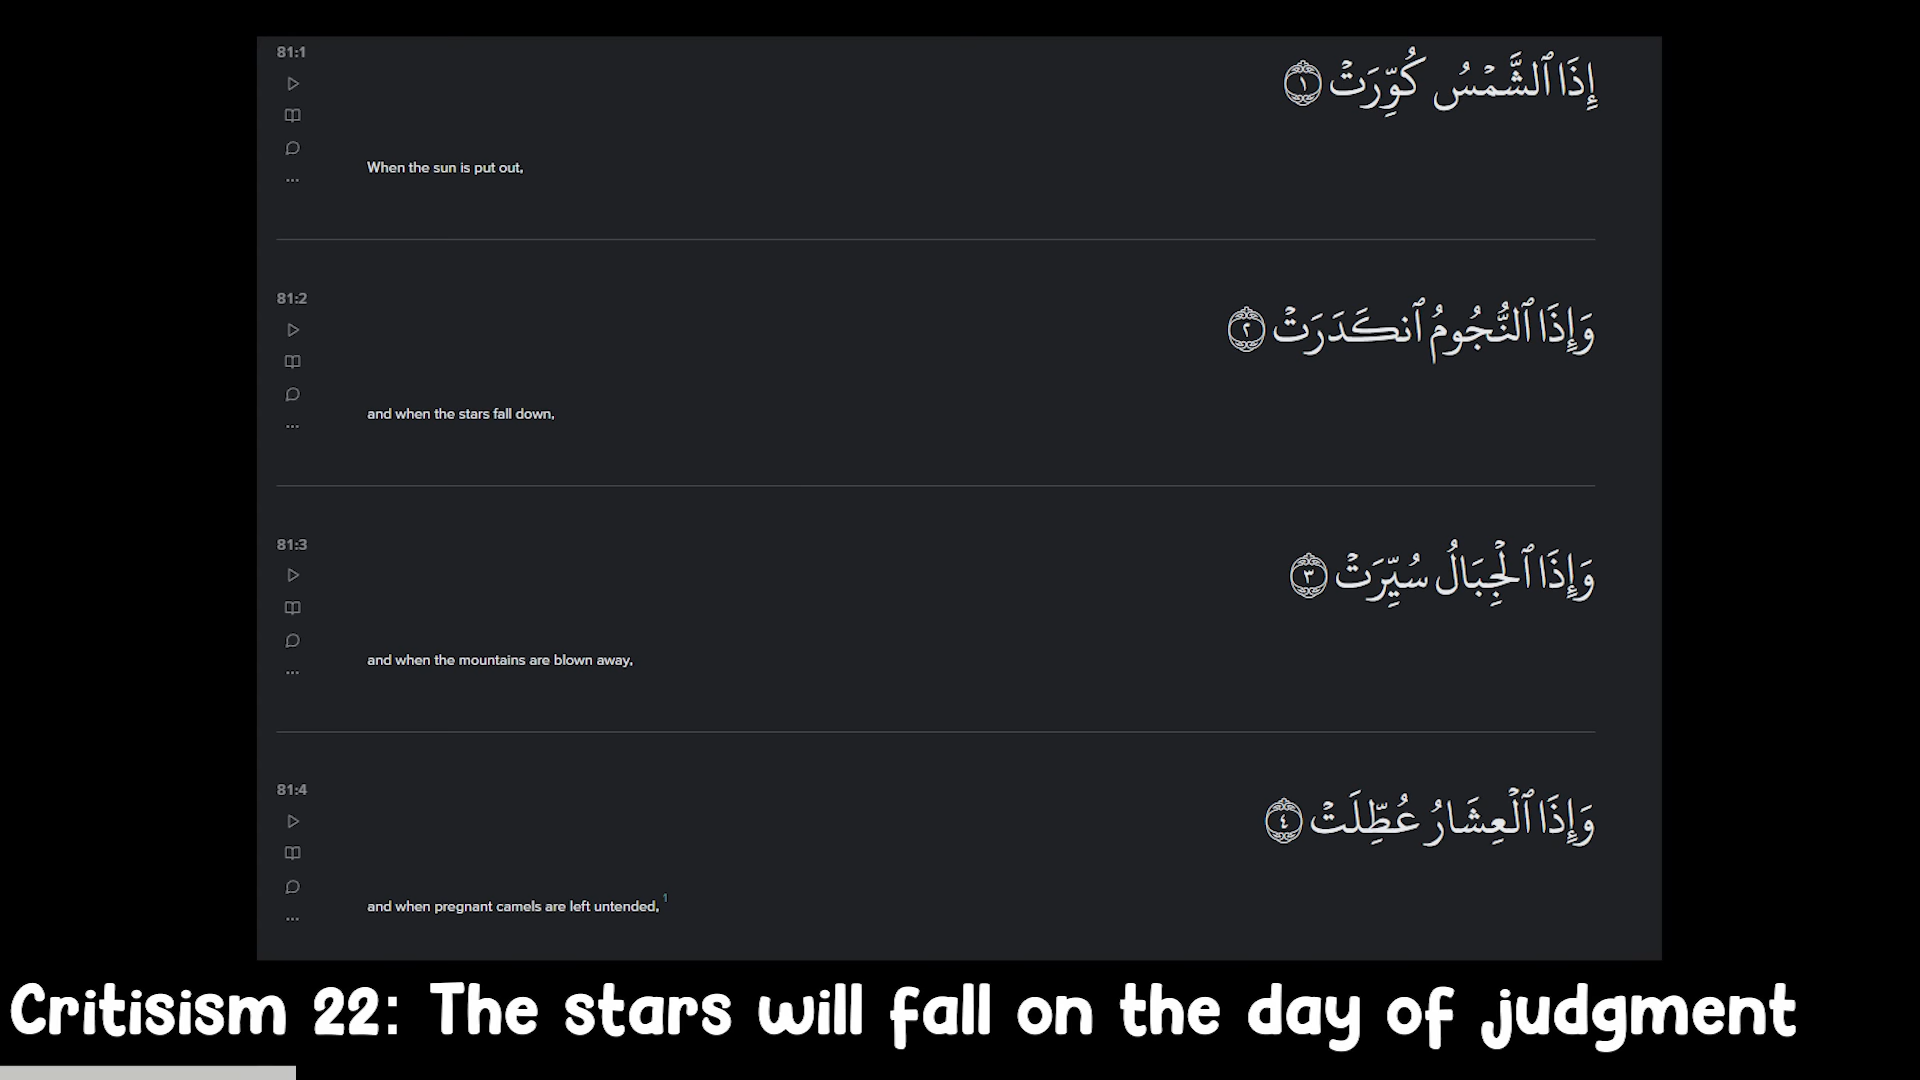 81:1
إِذَا ٱلشَّمْسُ كُوِّرَتْ ١
When the sun is put out,
81:2
وَإِذَا ٱلنُّجُومُ ٱنكَدَرَتْ ٢
and when the stars fall down,
81:3
وَإِذَا ٱلْجِبَالُ سُيِّرَتْ ٣
and when the mountains are blown away,
81:4
وَإِذَا ٱلْعِشَارُ عُطِّلَتْ ٤
and when pregnant camels are left untended, 1
Critisism 22: The stars will fall on the day of judgment